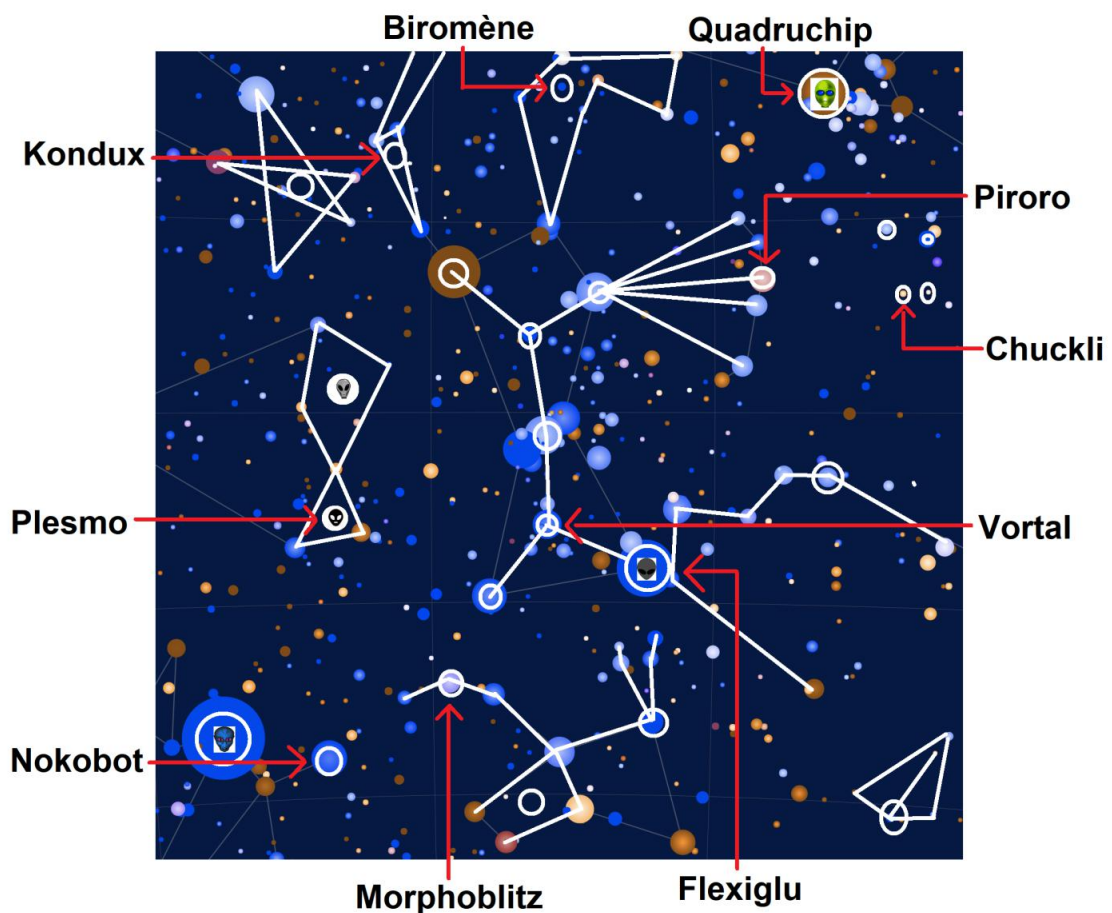 Biromène
Quadruchip
Kondux
Piroro
Chuckli
Plesmo
Vortal
Nokobot
Morphoblitz
Flexiglu